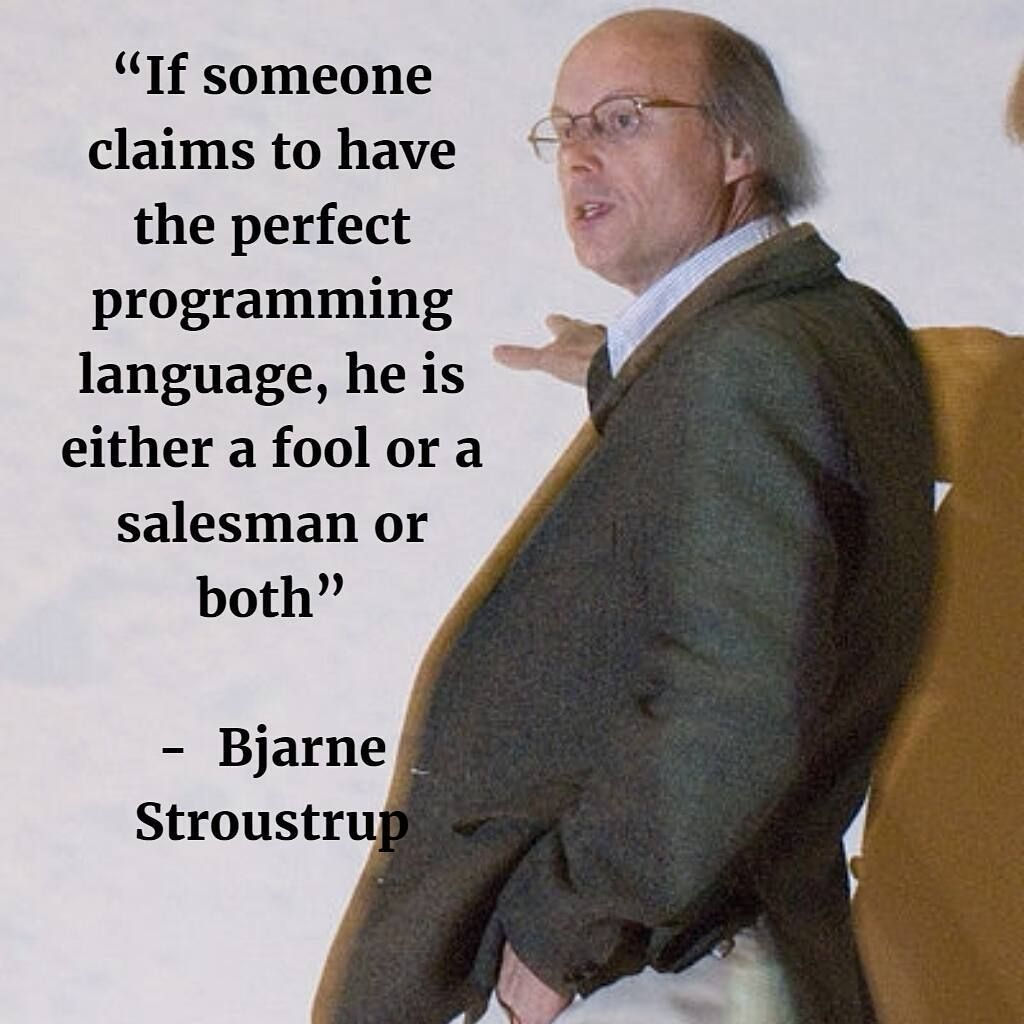 “If someone
claims to have
the perfect
programming
language, he is
either a fool or a
salesman or
both”
- Bjarne
Stroustrup